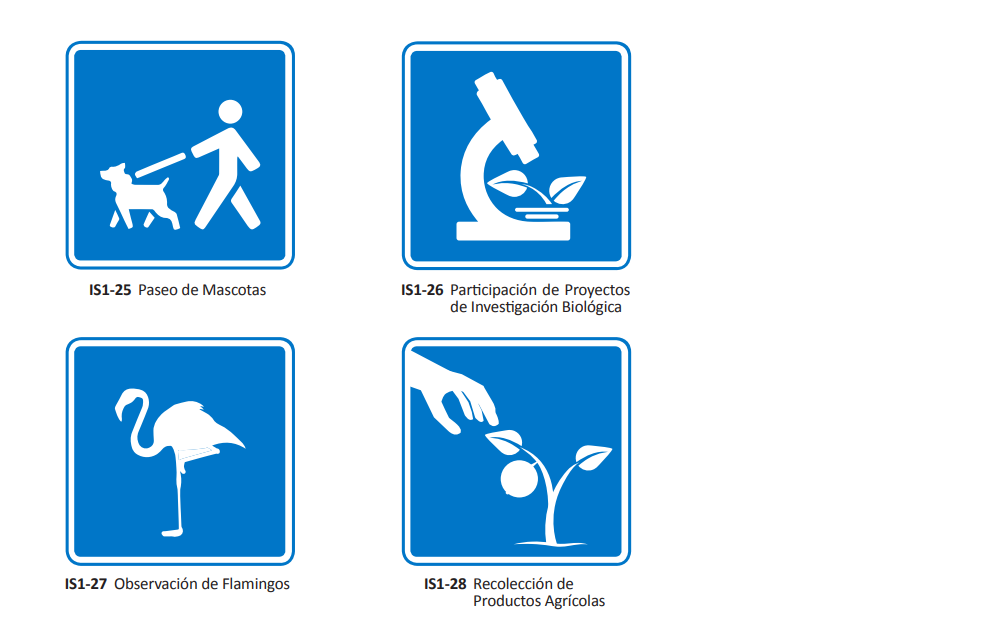 IS1-25 Paseo de Mascotas
IS1-26 Participación de Proyectos
de Investigación Biológica
IS1-27 Observación de Flamingos
IS1-28 Recolección de
Productos Agrícolas